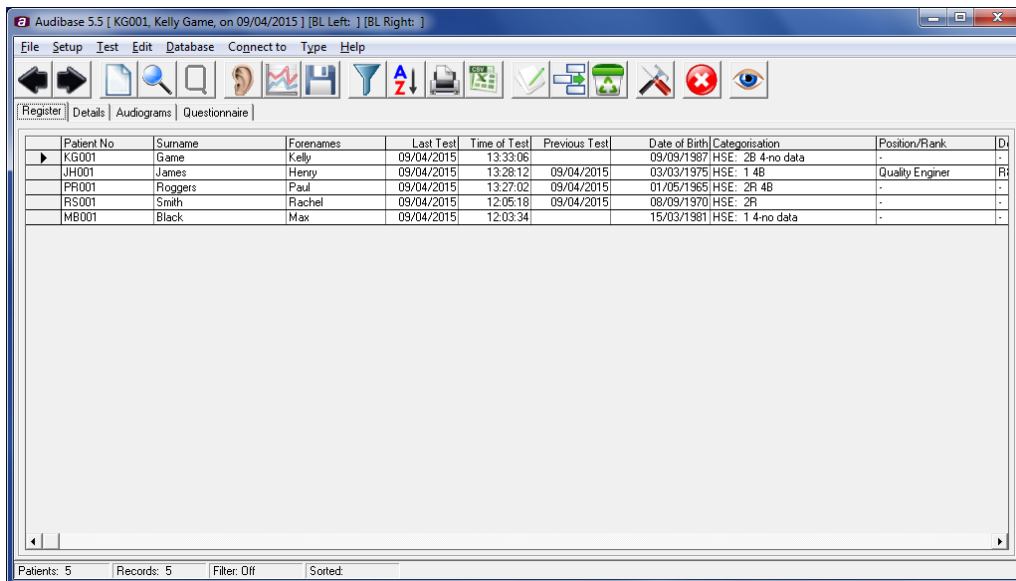 Audibase 5.5 [ KG001, Kelly Game, on 09/04/2015 ] [BL Left: ] [BL Right: ]
File Setup Test Edit Database Connect to Type Help
CSV
A Z
Register Details Audiograms Questionnaire
Patient No Surname Forenames Last Test Time of Test Previous Test Date of Birth Categorisation Position/Rank
KG001 Game Kelly 09/04/2015 13:33:06 09/09/1987 HSE: 2B 4-no data - -
JH001 James Henry 09/04/2015 13:28:12 09/04/2015 03/03/1975 HSE: 1 4B Quality Enginer
PR001 Roggers Paul 09/04/2015 13:27:02 09/04/2015 01/05/1965 HSE: 2R 4B - -
RS001 Smith Rachel 09/04/2015 12:05:18 09/04/2015 08/09/1970 HSE: 2R - -
MB001 Black Max 09/04/2015 12:03:34 15/03/1981 HSE: 1 4-no data - -
Patients: 5 Records: 5 Filter: Off Sorted: